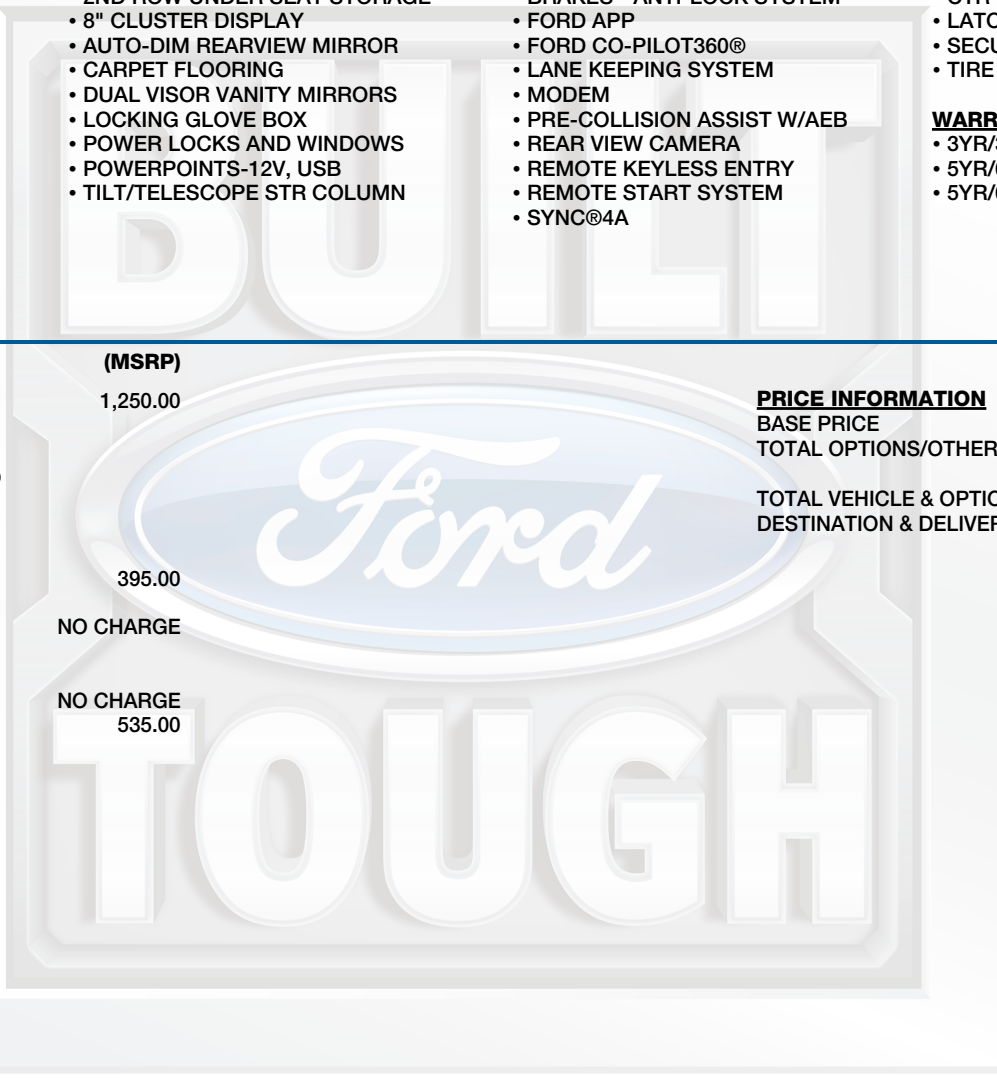 • 8" CLUSTER DISPLAY
• AUTO-DIM REARVIEW MIRROR
• CARPET FLOORING
• DUAL VISOR VANITY MIRRORS
• LOCKING GLOVE BOX
• POWER LOCKS AND WINDOWS
• POWERPOINTS-12V, USB
• TILT/TELESCOPE STR COLUMN
• FORD APP
• FORD CO-PILOT360®
• LANE KEEPING SYSTEM
• MODEM
• PRE-COLLISION ASSIST W/AEB
• REAR VIEW CAMERA
• REMOTE KEYLESS ENTRY
• REMOTE START SYSTEM
• SYNC®4A
• TIRE
BUILT
(MSRP)
1,250.00
395.00
NO CHARGE
NO CHARGE
535.00
Ford
TOUGH
PRICE INFORMATION
BASE PRICE
TOTAL OPTIONS/OTHER
TOTAL VEHICLE &
DESTINATION &